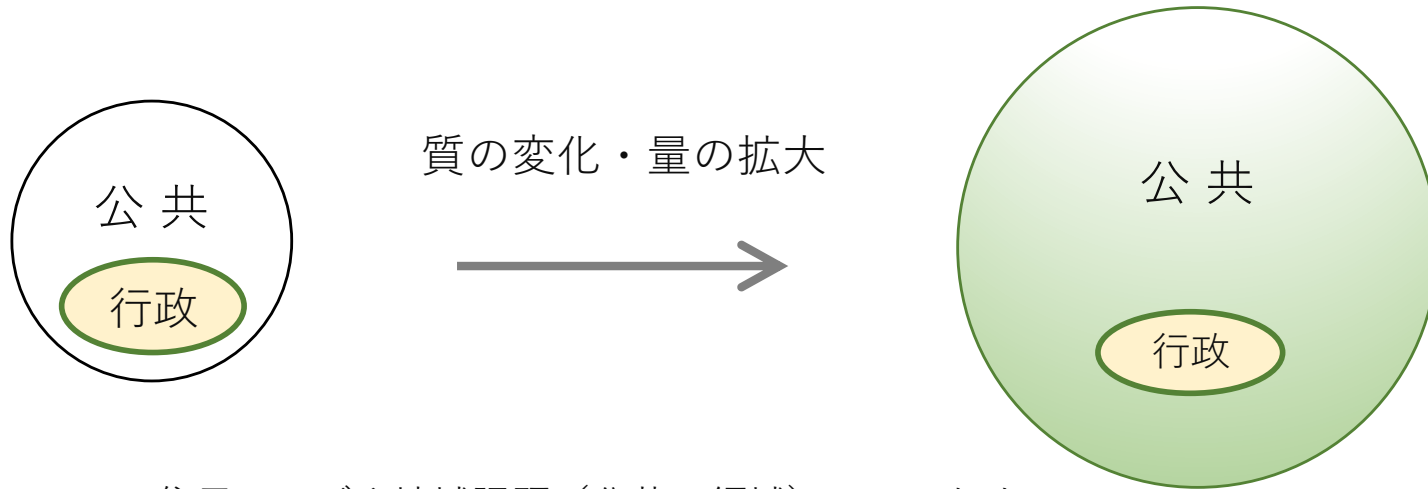 質の変化・量の拡大
公 共
行政
公 共
行政